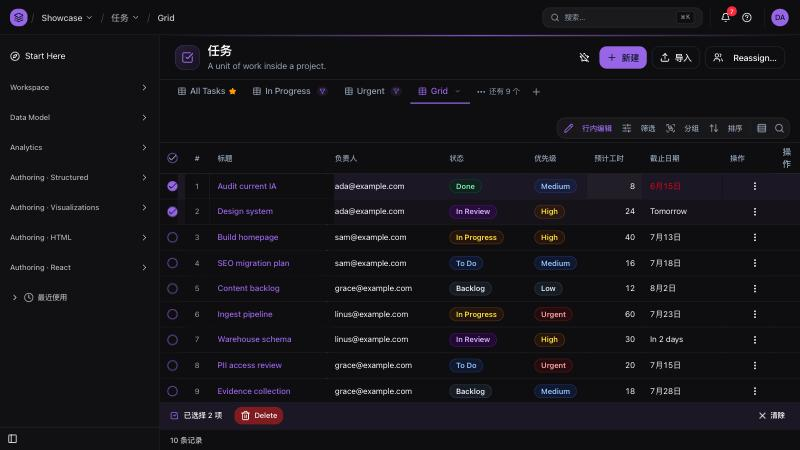 Showcase / 任务 / Grid
搜索... ⌘K
7
DA
Start Here
Workspace
Data Model
Analytics
Authoring · Structured
Authoring · Visualizations
Authoring · HTML
Authoring · React
最近使用
任务
A unit of work inside a project.
新建
导入
Reassign...
All Tasks
In Progress
Urgent
Grid
还有 9 个
行内编辑
筛选
分组
排序
# 标题 负责人 状态 优先级 预计工时 截止日期 操作 操作
1 Audit current IA ada@example.com Done Medium 8 6月15日
2 Design system ada@example.com In Review High 24 Tomorrow
3 Build homepage sam@example.com In Progress High 40 7月13日
4 SEO migration plan sam@example.com To Do Medium 16 7月18日
5 Content backlog grace@example.com Backlog Low 12 8月2日
6 Ingest pipeline linus@example.com In Progress Urgent 60 7月23日
7 Warehouse schema linus@example.com In Review High 30 In 2 days
8 PII access review grace@example.com To Do Urgent 20 7月15日
9 Evidence collection grace@example.com Backlog Medium 18 7月28日
已选择 2 项
Delete
清除
10 条记录